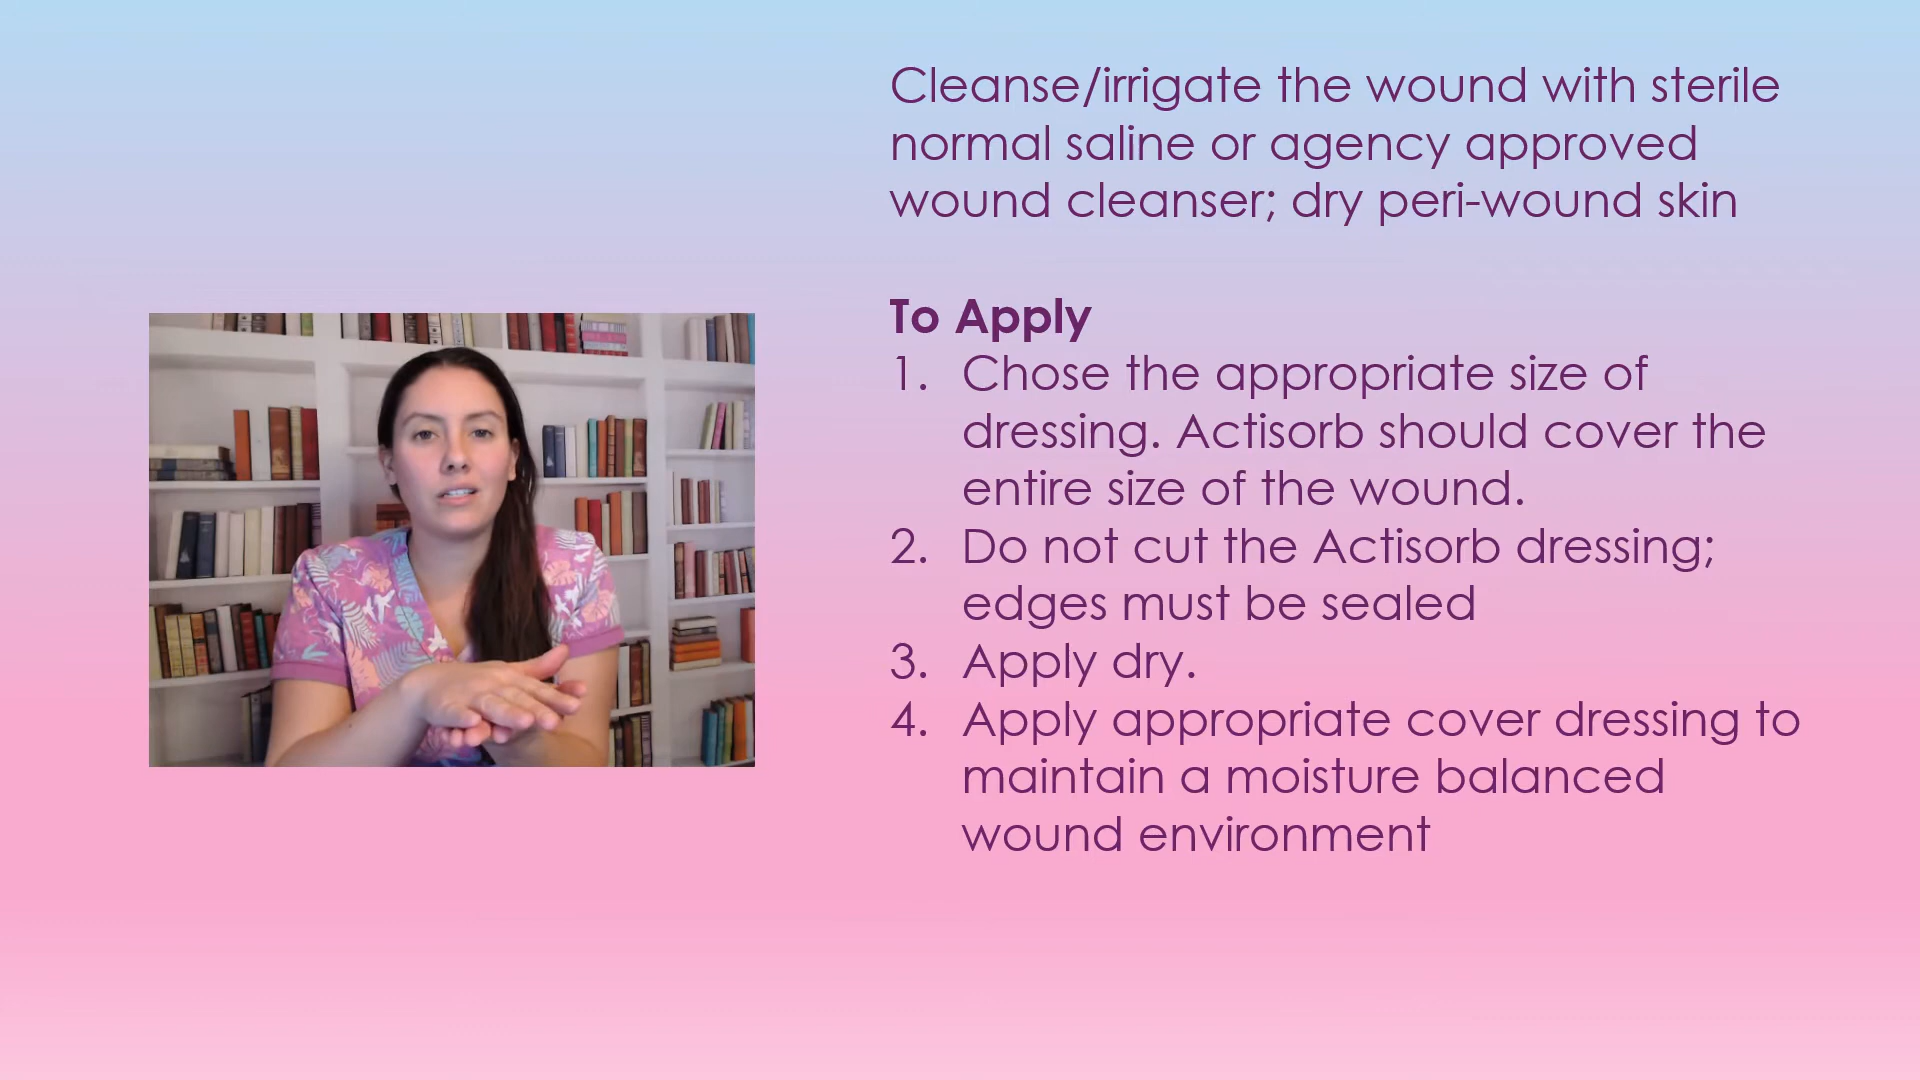 Cleanse/irrigate the wound with sterile
normal saline or agency approved
wound cleanser; dry peri-wound skin
To Apply
1. Chose the appropriate size of
dressing. Actisorb should cover the
entire size of the wound.
2. Do not cut the Actisorb dressing;
edges must be sealed
3. Apply dry.
4. Apply appropriate cover dressing to
maintain a moisture balanced
wound environment